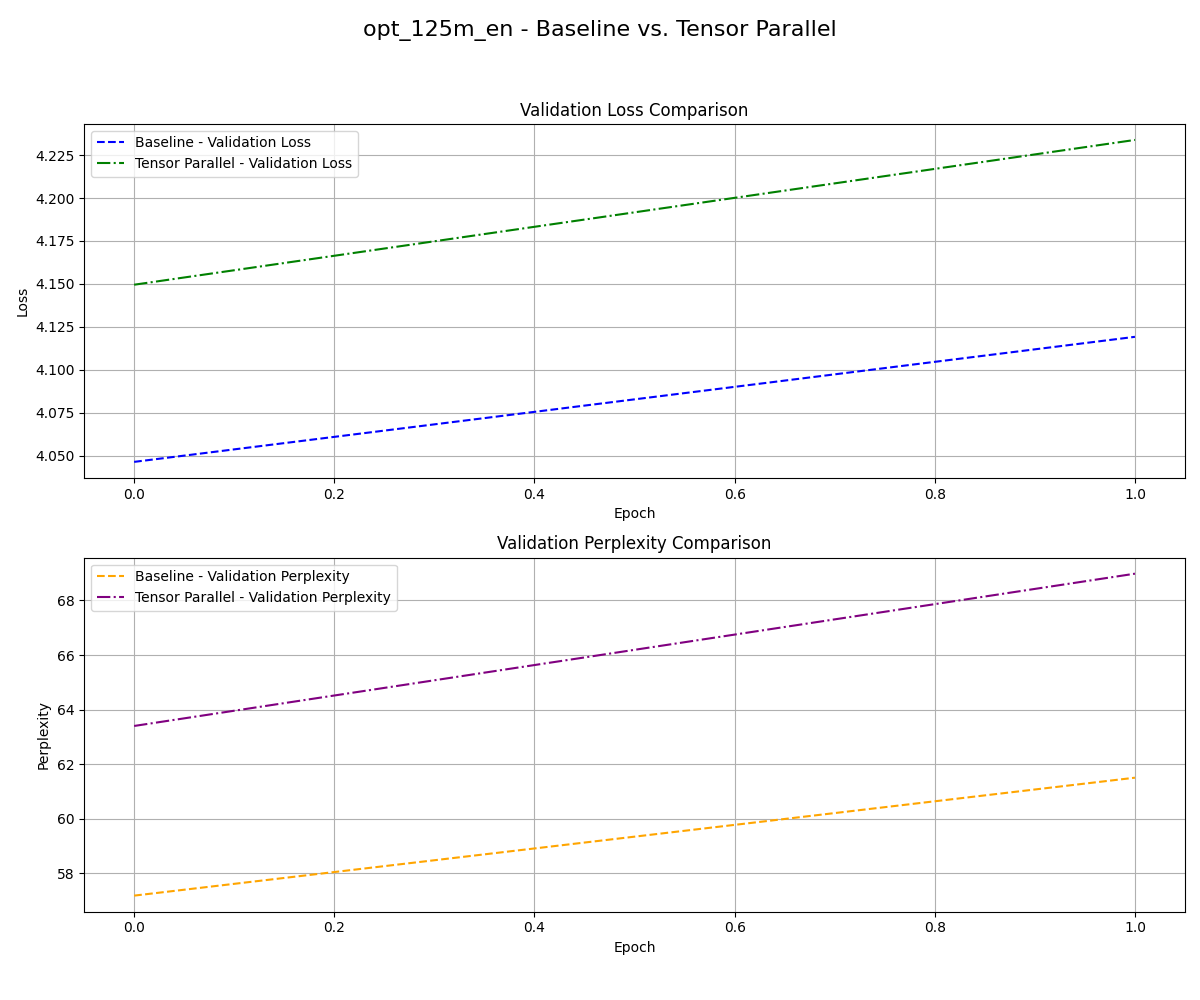 opt_125m_en - Baseline vs. Tensor Parallel
Validation Loss Comparison
Baseline - Validation Loss
Tensor Parallel - Validation Loss
4.225
4.200
4.175
4.150
4.125
4.100
4.075
4.050
Loss
0.0 0.2 0.4 0.6 0.8 1.0
Epoch
Validation Perplexity Comparison
Baseline - Validation Perplexity
Tensor Parallel - Validation Perplexity
68
66
64
62
60
58
Perplexity
0.0 0.2 0.4 0.6 0.8 1.0
Epoch